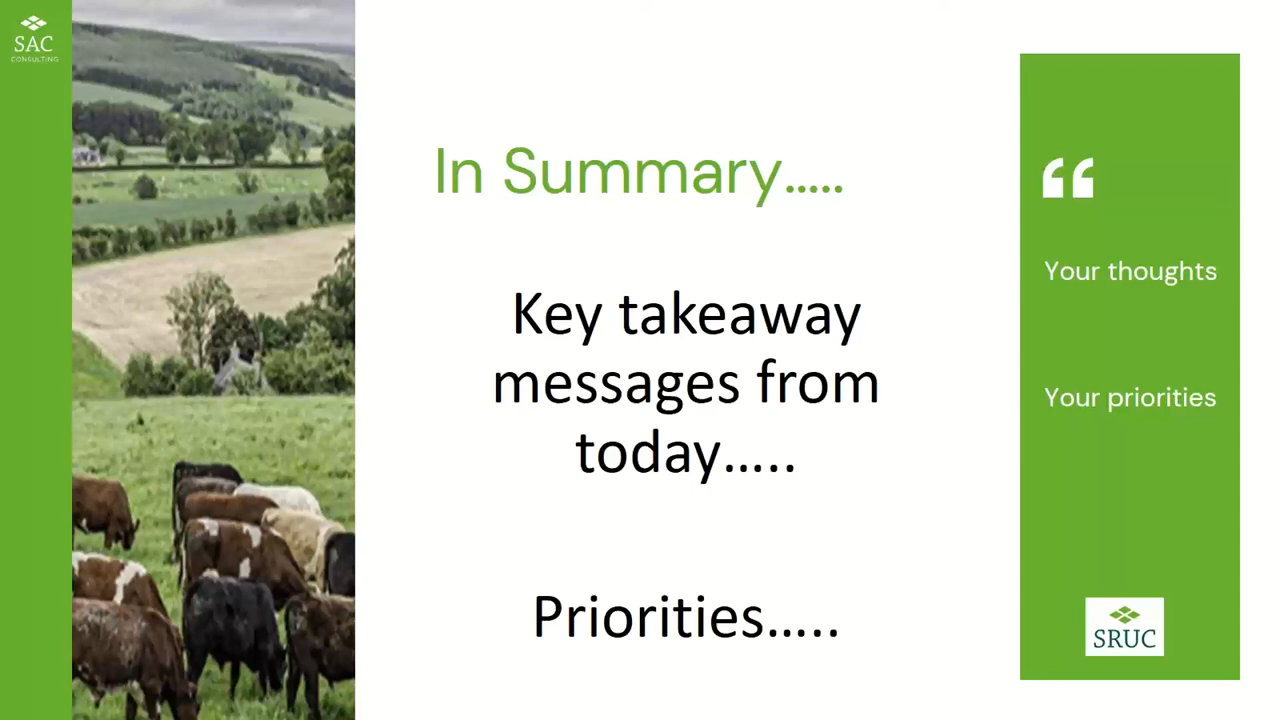 SAC
CONSULTING
In Summary.....
Key takeaway
messages from
today.....
Priorities.....
“
Your thoughts
Your priorities
SRUC